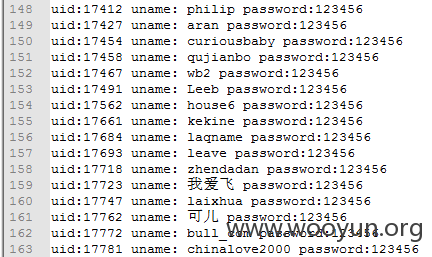 148 uid:17412 uname: philip password:123456
149 uid:17427 uname: aran password:123456
150 uid:17454 uname: curiousbaby password:123456
151 uid:17458 uname: qujianbo password:123456
152 uid:17467 uname: wb2 password:123456
153 uid:17491 uname: Leeb password:123456
154 uid:17562 uname: house6 password:123456
155 uid:17661 uname: kekine password:123456
156 uid:17684 uname: laqname password:123456
157 uid:17693 uname: leave password:123456
158 uid:17718 uname: zhendadan password:123456
159 uid:17723 uname: 我爱飞 password:123456
160 uid:17747 uname: laixhua password:123456
161 uid:17762 uname: 可儿 password:123456
162 uid:17772 uname: bull_com password:123456
163 uid:17781 uname: chinalove2000 password:123456
www.wooyun.org